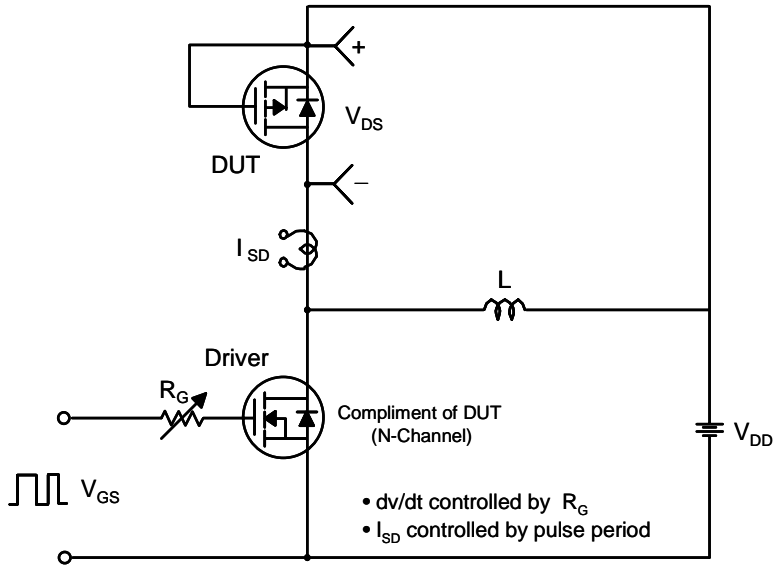 +
V_DS
DUT
–
I_SD
L
Driver
R_G
Compliment of DUT
(N-Channel)
V_DD
V_GS
• dv/dt controlled by R_G
• I_SD controlled by pulse period